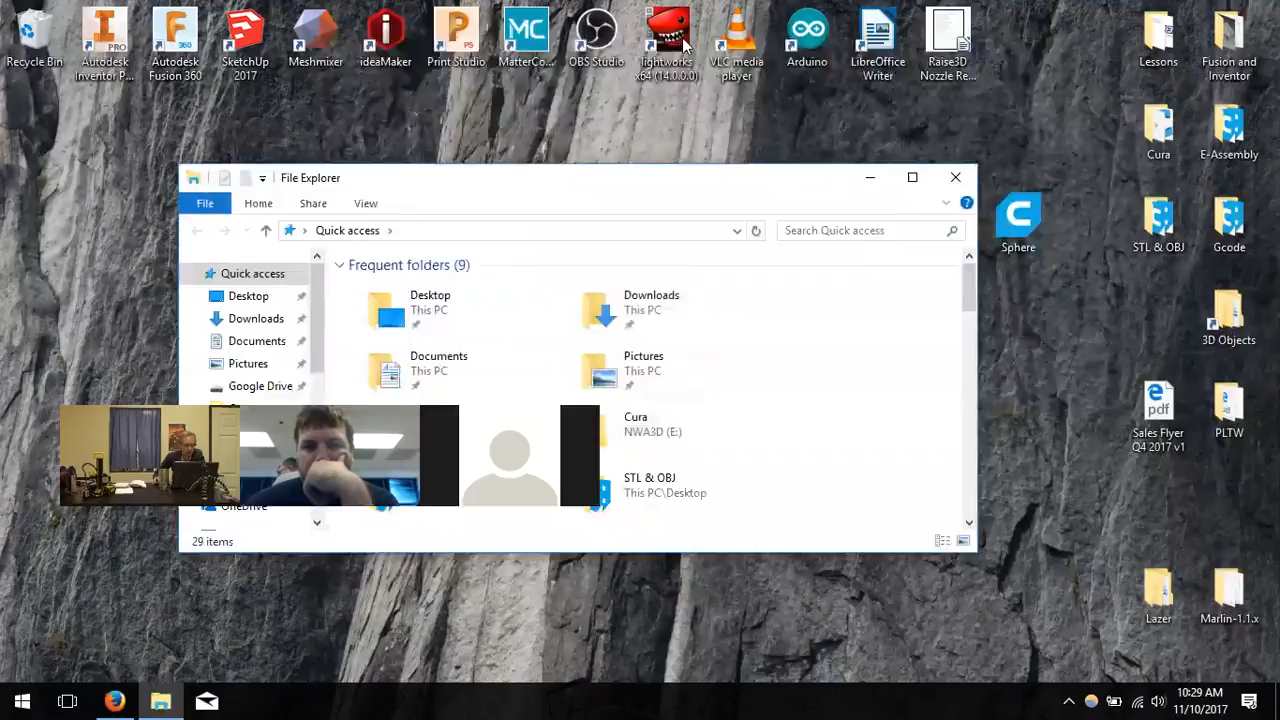 Recycle Bin
Autodesk
Inventor P...
PRO
Autodesk
Fusion 360
360
SketchUp
2017
Meshmixer
ideaMaker
Print Studio
PS
MC
MatterCo...
OBS Studio
lightworks
x64 (14.0.0.0)
VLC media
player
Arduino
LibreOffice
Writer
Raise3D
Nozzle Re...
Lessons
Fusion and
Inventor
Cura
E-Assembly
Sphere
STL & OBJ
Gcode
3D Objects
pdf
Sales Flyer
Q4 2017 v1
PLTW
Lazer
Marlin-1.1.x
File Explorer
File
Home
Share
View
Quick access
Search Quick access
Quick access
Desktop
Downloads
Documents
Pictures
Google Drive
OneDrive
Frequent folders (9)
Desktop
This PC
Downloads
This PC
Documents
This PC
Pictures
This PC
Cura
NWA3D (E:)
STL & OBJ
This PC\Desktop
29 items
10:29 AM
11/10/2017